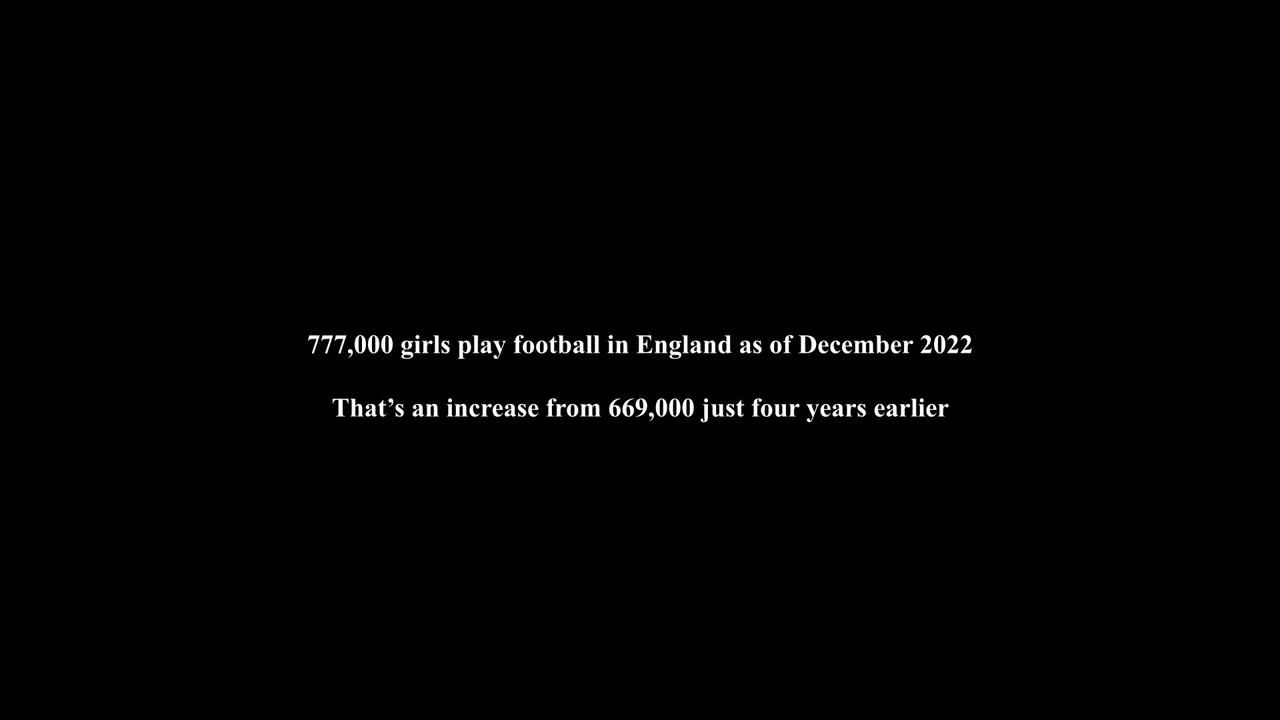 777,000 girls play football in England as of December 2022
That’s an increase from 669,000 just four years earlier